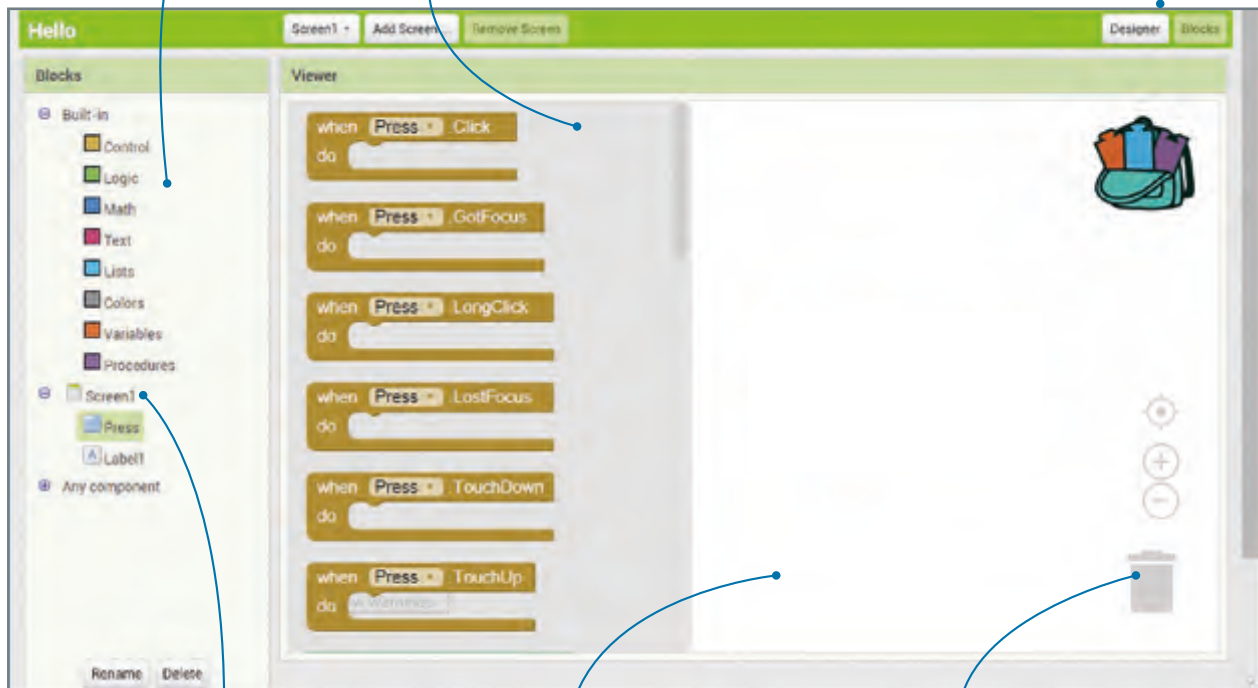 Hello
Screen1
Add Screen...
Remove Screen
Designer
Blocks
Blocks
Viewer
Built-in
Control
Logic
Math
Text
Lists
Colors
Variables
Procedures
Screen1
Press
A Label1
Any component
Rename Delete
when Press .Click
do
when Press .GotFocus
do
when Press .LongClick
do
when Press .LostFocus
do
when Press .TouchDown
do
when Press .TouchUp
do
Warnings